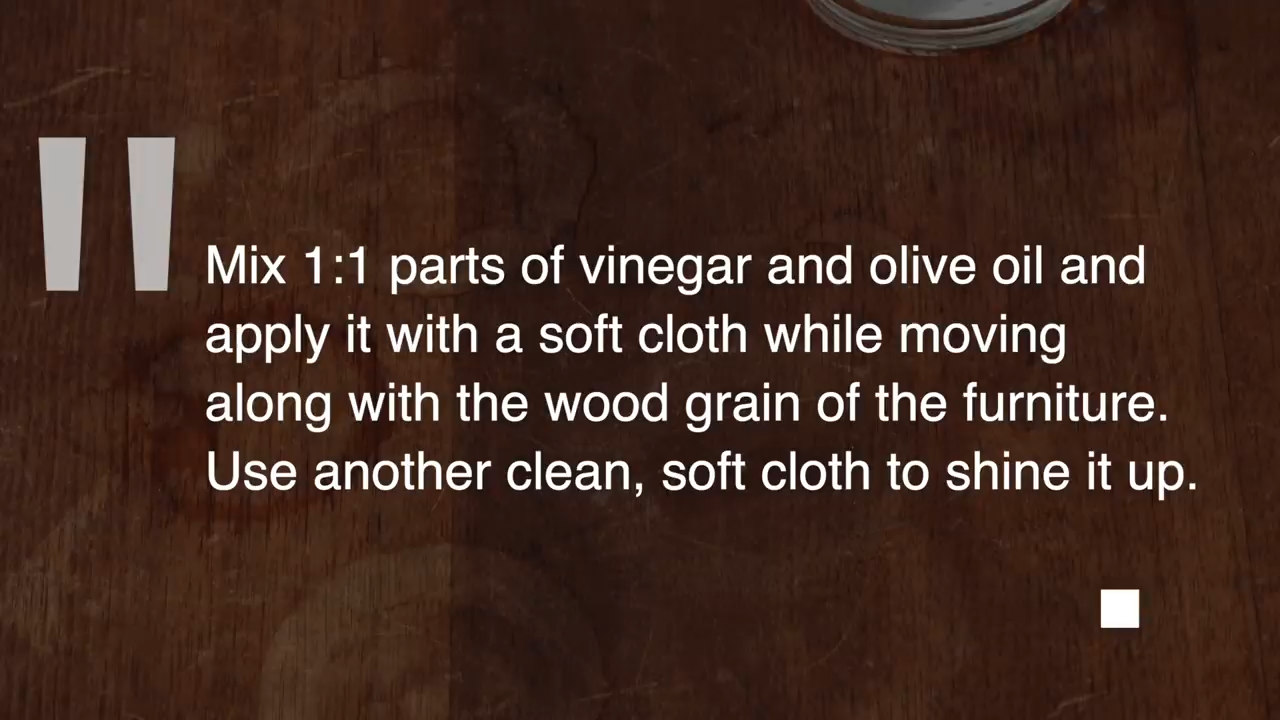 "
Mix 1:1 parts of vinegar and olive oil and
apply it with a soft cloth while moving
along with the wood grain of the furniture.
Use another clean, soft cloth to shine it up.